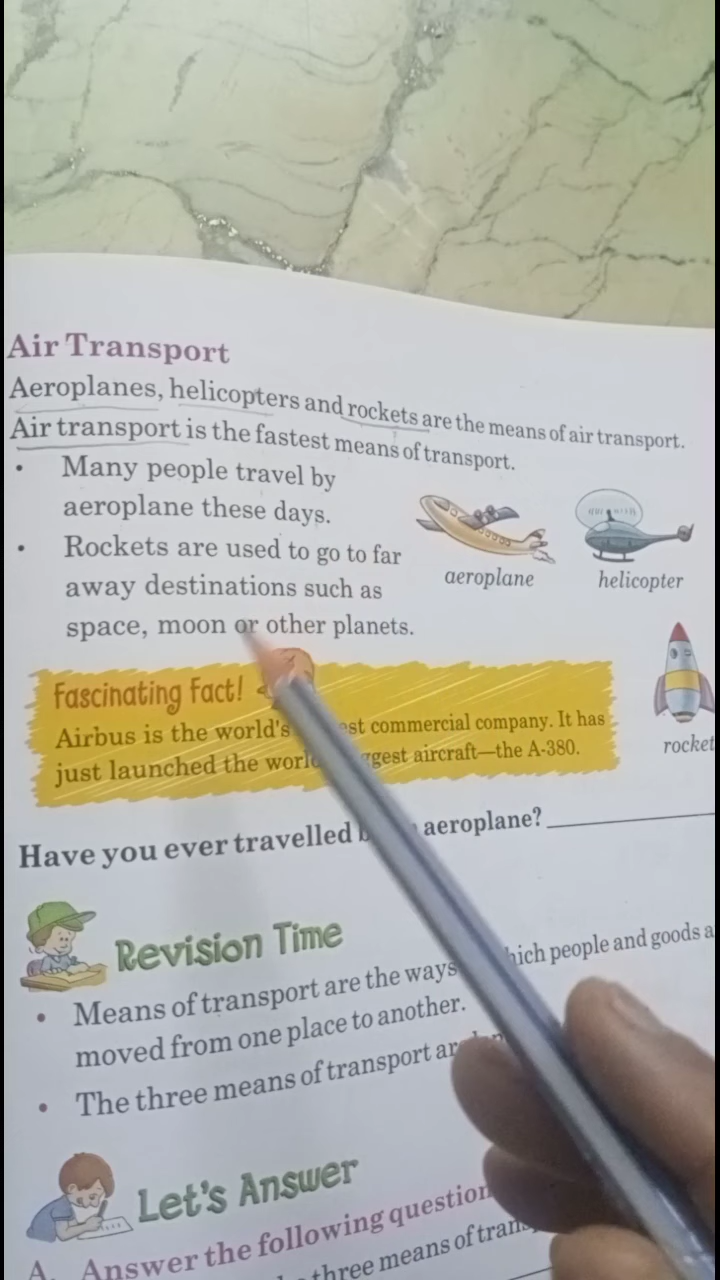 Air Transport
Aeroplanes, helicopters and rockets are the means of air transport.
Air transport is the fastest means of transport.
• Many people travel by
aeroplane these days.
• Rockets are used to go to far
away destinations such as
space, moon or other planets.
aeroplane
helicopter
rocket
Fascinating Fact!
Airbus is the world's est commercial company. It has
just launched the worl ggest aircraft—the A-380.
Have you ever travelled aeroplane?
Revision Time
• Means of transport are the ways hich people and goods a
moved from one place to another.
• The three means of transport ar
Let's Answer
A. Answer the following question
three means of tran